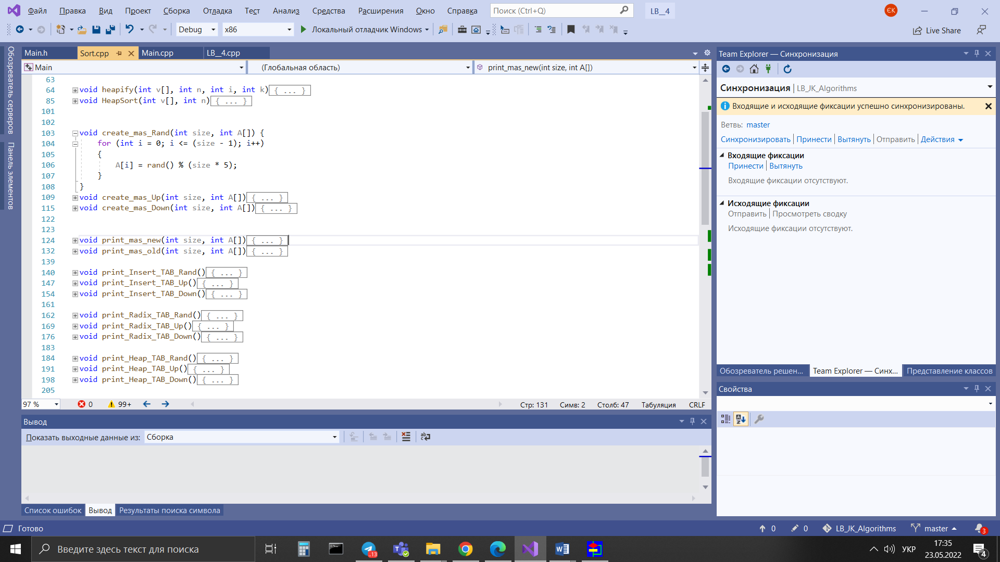 Файл Правка Вид Проект Сборка Отладка Тест Анализ Средства Расширения Окно Справка Поиск (Ctrl+Q) LB__4 ЄК
Debug x86 Локальный отладчик Windows Live Share
Обозреватель серверов
Панель элементов
Main.h Sort.cpp Main.cpp LB__4.cpp
Main (Глобальная область) print_mas_new(int size, int A[])
63
64 void heapify(int v[], int n, int i, int k){ ... }
85 void HeapSort(int v[], int n){ ... }
101
102
103 void create_mas_Rand(int size, int A[]) {
104 for (int i = 0; i <= (size - 1); i++)
105 {
106 A[i] = rand() % (size * 5);
107 }
108 }
109 void create_mas_Up(int size, int A[]){ ... }
115 void create_mas_Down(int size, int A[]){ ... }
122
123
124 void print_mas_new(int size, int A[]){ ... }
132 void print_mas_old(int size, int A[]){ ... }
139
140 void print_Insert_TAB_Rand(){ ... }
147 void print_Insert_TAB_Up(){ ... }
154 void print_Insert_TAB_Down(){ ... }
161
162 void print_Radix_TAB_Rand(){ ... }
169 void print_Radix_TAB_Up(){ ... }
176 void print_Radix_TAB_Down(){ ... }
183
184 void print_Heap_TAB_Rand(){ ... }
191 void print_Heap_TAB_Up(){ ... }
198 void print_Heap_TAB_Down(){ ... }
205
97 % 0 99+ Стр: 131 Симв: 2 Столб: 47 Табуляция CRLF
Вывод
Показать выходные данные из: Сборка
Список ошибок Вывод Результаты поиска символа
Team Explorer — Синхронизация
Синхронизация | LB_JK_Algorithms
Входящие и исходящие фиксации успешно синхронизированы.
Ветвь: master
Синхронизировать | Принести | Вытянуть | Отправить | Действия
Входящие фиксации
Принести | Вытянуть
Входящие фиксации отсутствуют.
Исходящие фиксации
Отправить | Просмотреть сводку
Исходящие фиксации отсутствуют.
Обозреватель решен... Team Explorer — Синх... Представление классов
Свойства
Готово 0 0 LB_JK_Algorithms master 3
Введите здесь текст для поиска ..13 УКР 17:35
23.05.2022 4